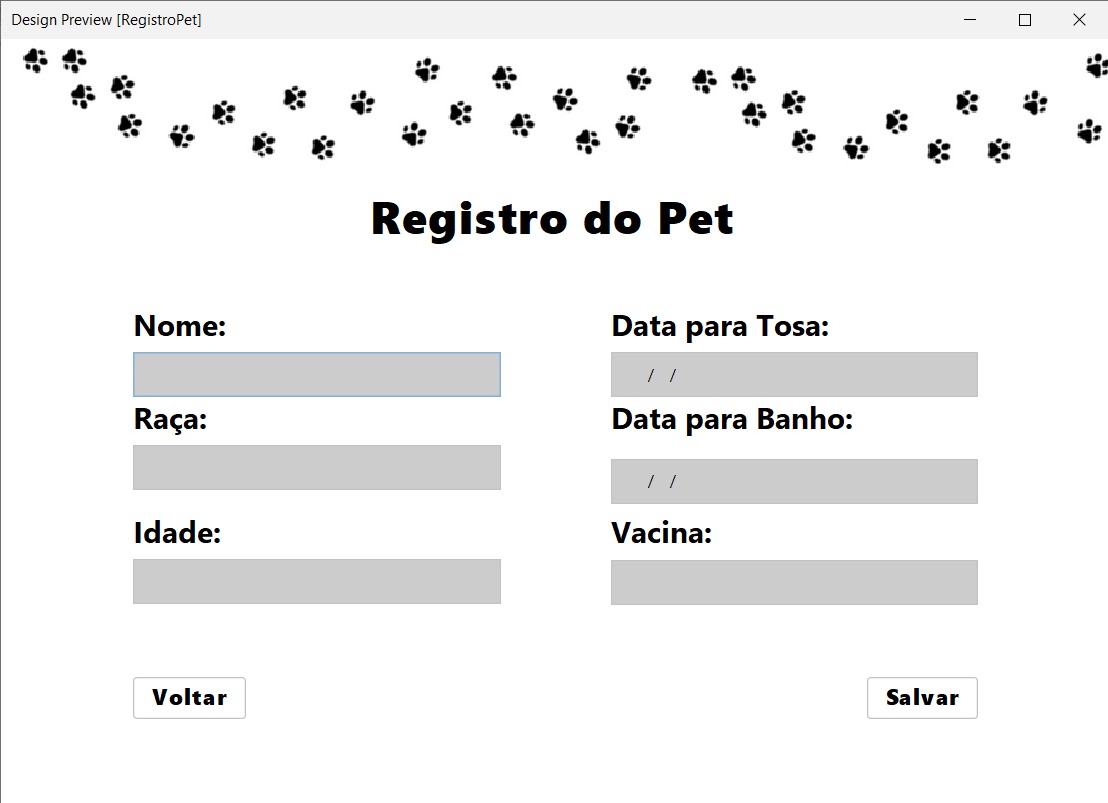 Design Preview [RegistroPet]
Registro do Pet
Nome:
Data para Tosa:
/ /
Raça:
Data para Banho:
/ /
Idade:
Vacina:
Voltar
Salvar